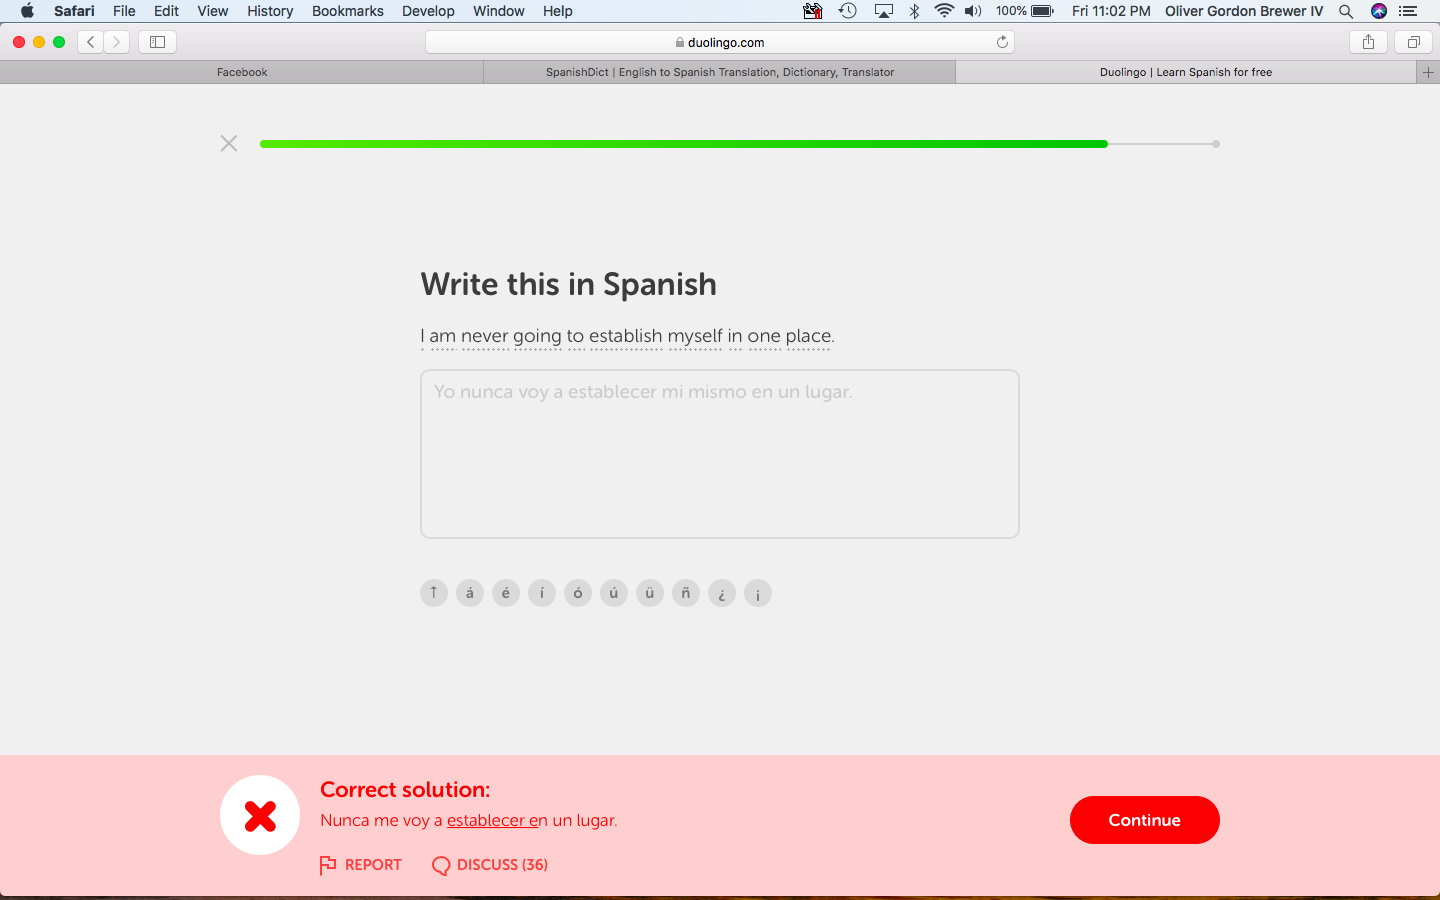 Safari File Edit View History Bookmarks Develop Window Help 100% Fri 11:02 PM Oliver Gordon Brewer IV
duolingo.com
Facebook SpanishDict | English to Spanish Translation, Dictionary, Translator Duolingo | Learn Spanish for free
Write this in Spanish
I am never going to establish myself in one place.
Yo nunca voy a establecer mi mismo en un lugar.
↑ á é í ó ú ü ñ ¿ ¡
Correct solution:
Nunca me voy a establecer en un lugar.
Continue
REPORT DISCUSS (36)